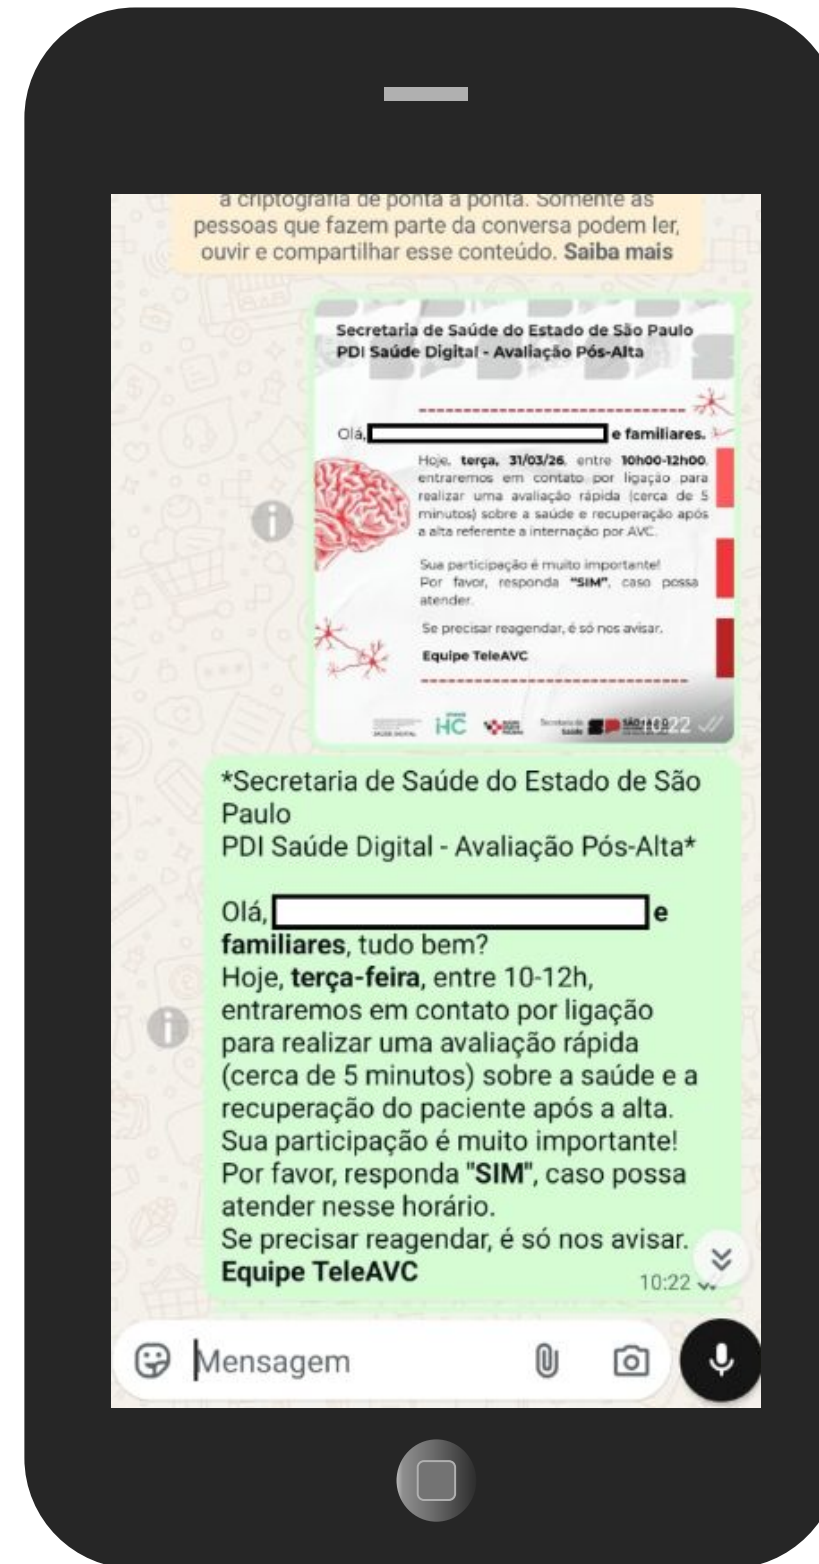 a criptografia de ponta a ponta. Somente as
pessoas que fazem parte da conversa podem ler,
ouvir e compartilhar esse conteúdo. Saiba mais
Secretaria de Saúde do Estado de São Paulo
PDI Saúde Digital - Avaliação Pós-Alta
Olá, e familiares.
Hoje, terça, 31/03/26, entre 10h00-12h00,
entraremos em contato por ligação para
realizar uma avaliação rápida (cerca de 5
minutos) sobre a saúde e recuperação após
a alta referente a internação por AVC.
Sua participação é muito importante!
Por favor, responda "SIM", caso possa
atender.
Se precisar reagendar, é só nos avisar.
Equipe TeleAVC
SAÚDE DIGITAL
HC
Secretaria da
Saúde
SÃO PAULO
10:22
*Secretaria de Saúde do Estado de São
Paulo
PDI Saúde Digital - Avaliação Pós-Alta*
Olá, e
familiares, tudo bem?
Hoje, terça-feira, entre 10-12h,
entraremos em contato por ligação
para realizar uma avaliação rápida
(cerca de 5 minutos) sobre a saúde e a
recuperação do paciente após a alta.
Sua participação é muito importante!
Por favor, responda "SIM", caso possa
atender nesse horário.
Se precisar reagendar, é só nos avisar.
Equipe TeleAVC
10:22
Mensagem